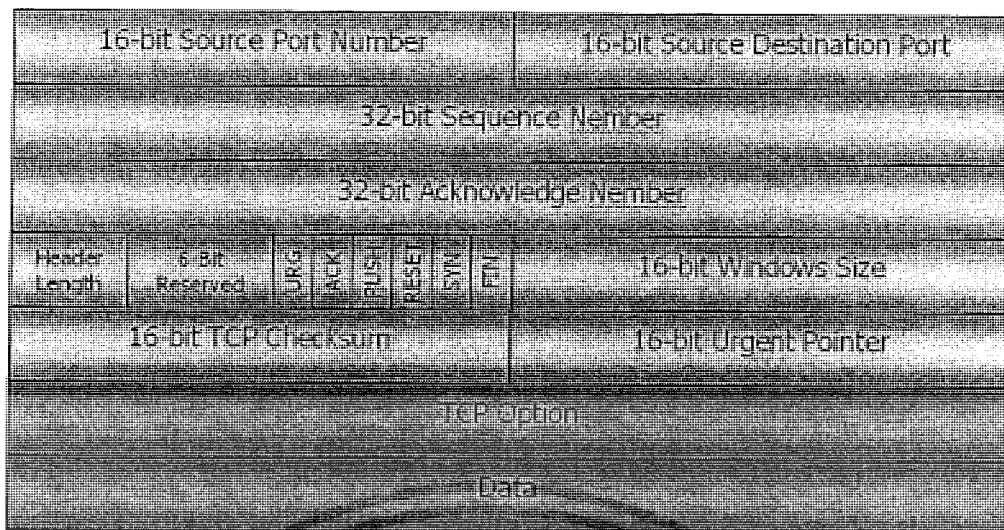 16-bit Source Port Number
16-bit Source Destination Port
32-bit Sequence Nember
32-bit Acknowledge Nember
Header
Length
6 Bit
Reserved
URG
ACK
PUSH
RESET
SYN
FIN
16-bit Windows Size
16-bit TCP Checksum
16-bit Urgent Pointer
TCP Option
Data